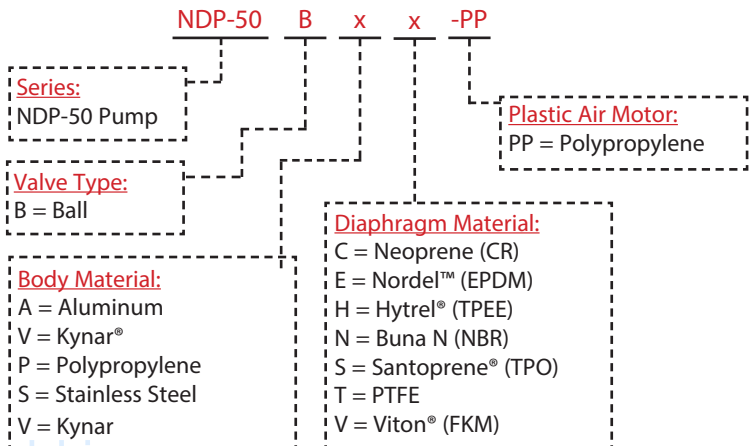 NDP-50 B x x -PP
Series:
NDP-50 Pump
Plastic Air Motor:
PP = Polypropylene
Valve Type:
B = Ball
Body Material:
A = Aluminum
V = Kynar®
P = Polypropylene
S = Stainless Steel
V = Kynar
Diaphragm Material:
C = Neoprene (CR)
E = Nordel™ (EPDM)
H = Hytrel® (TPEE)
N = Buna N (NBR)
S = Santoprene® (TPO)
T = PTFE
V = Viton® (FKM)